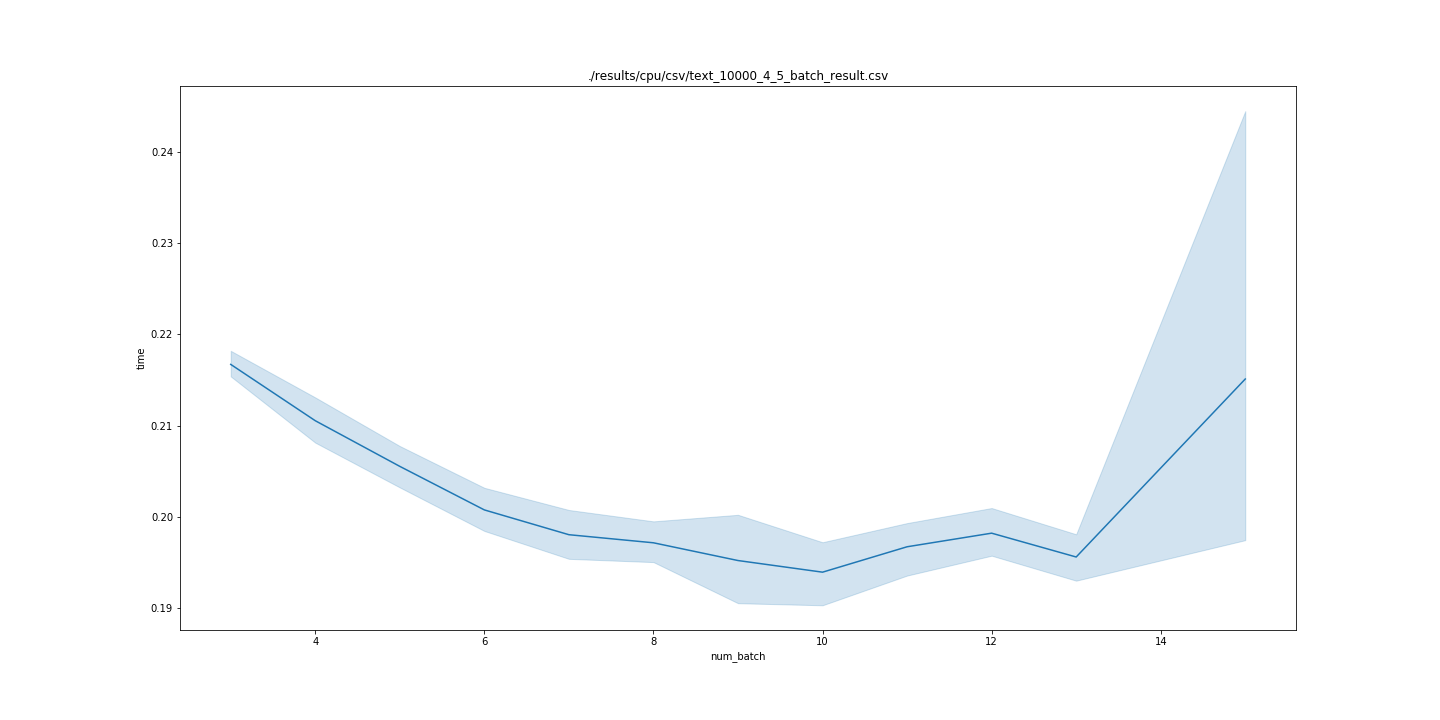 ./results/cpu/csv/text_10000_4_5_batch_result.csv
time
0.24
0.23
0.22
0.21
0.20
0.19
4 6 8 10 12 14
num_batch